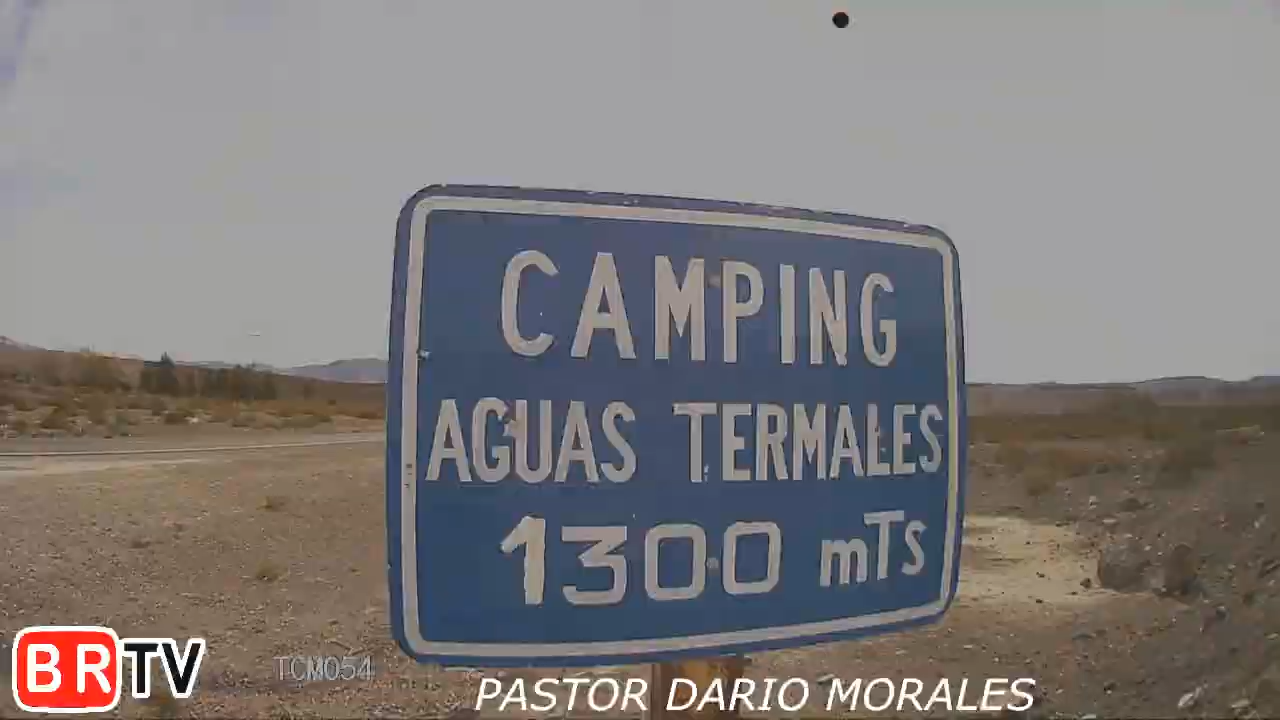 CAMPING
AGUAS TERMALES
1300 mTs
BRTV
TCM054
PASTOR DARIO MORALES